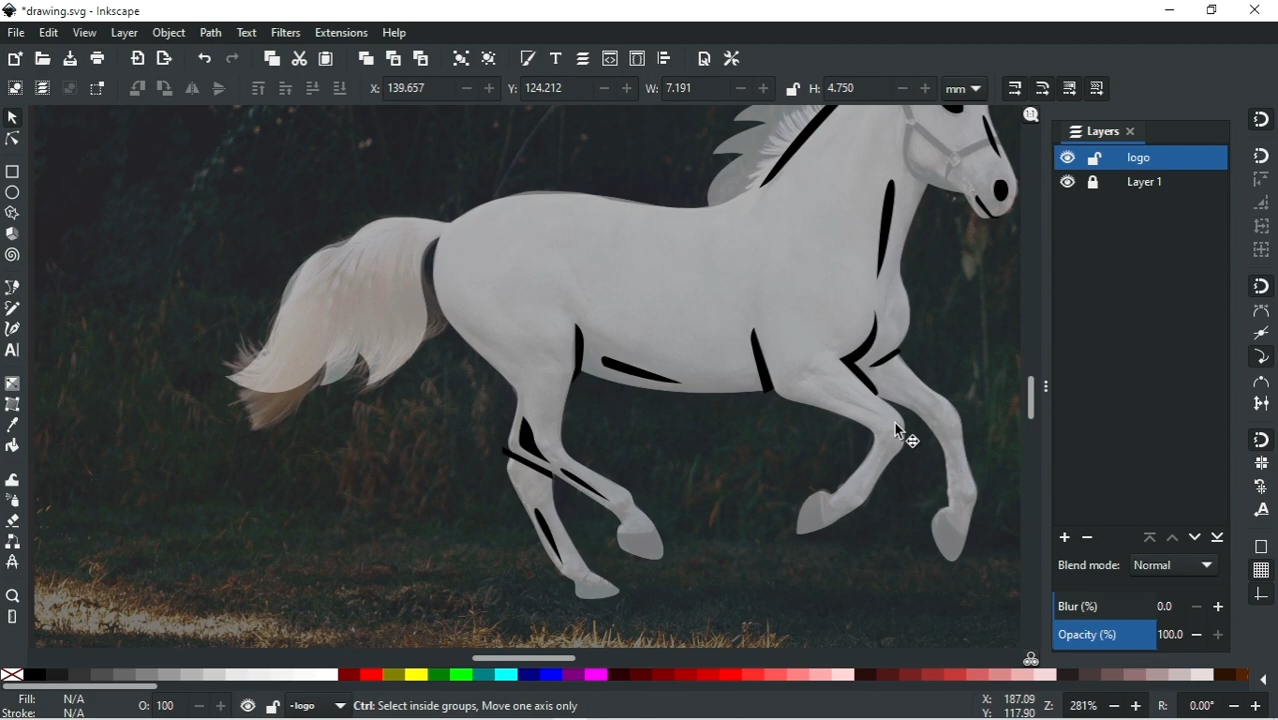 *drawing.svg - Inkscape
File Edit View Layer Object Path Text Filters Extensions Help
X: 139.657 Y: 124.212 W: 7.191 H: 4.750 mm
1:1
Layers
logo
Layer 1
Blend mode: Normal
Blur (%) 0.0
Opacity (%) 100.0
Fill: N/A
Stroke: N/A
O: 100
-logo
Ctrl: Select inside groups, Move one axis only
X: 187.09
Y: 117.90
Z: 281%
R: 0.00°